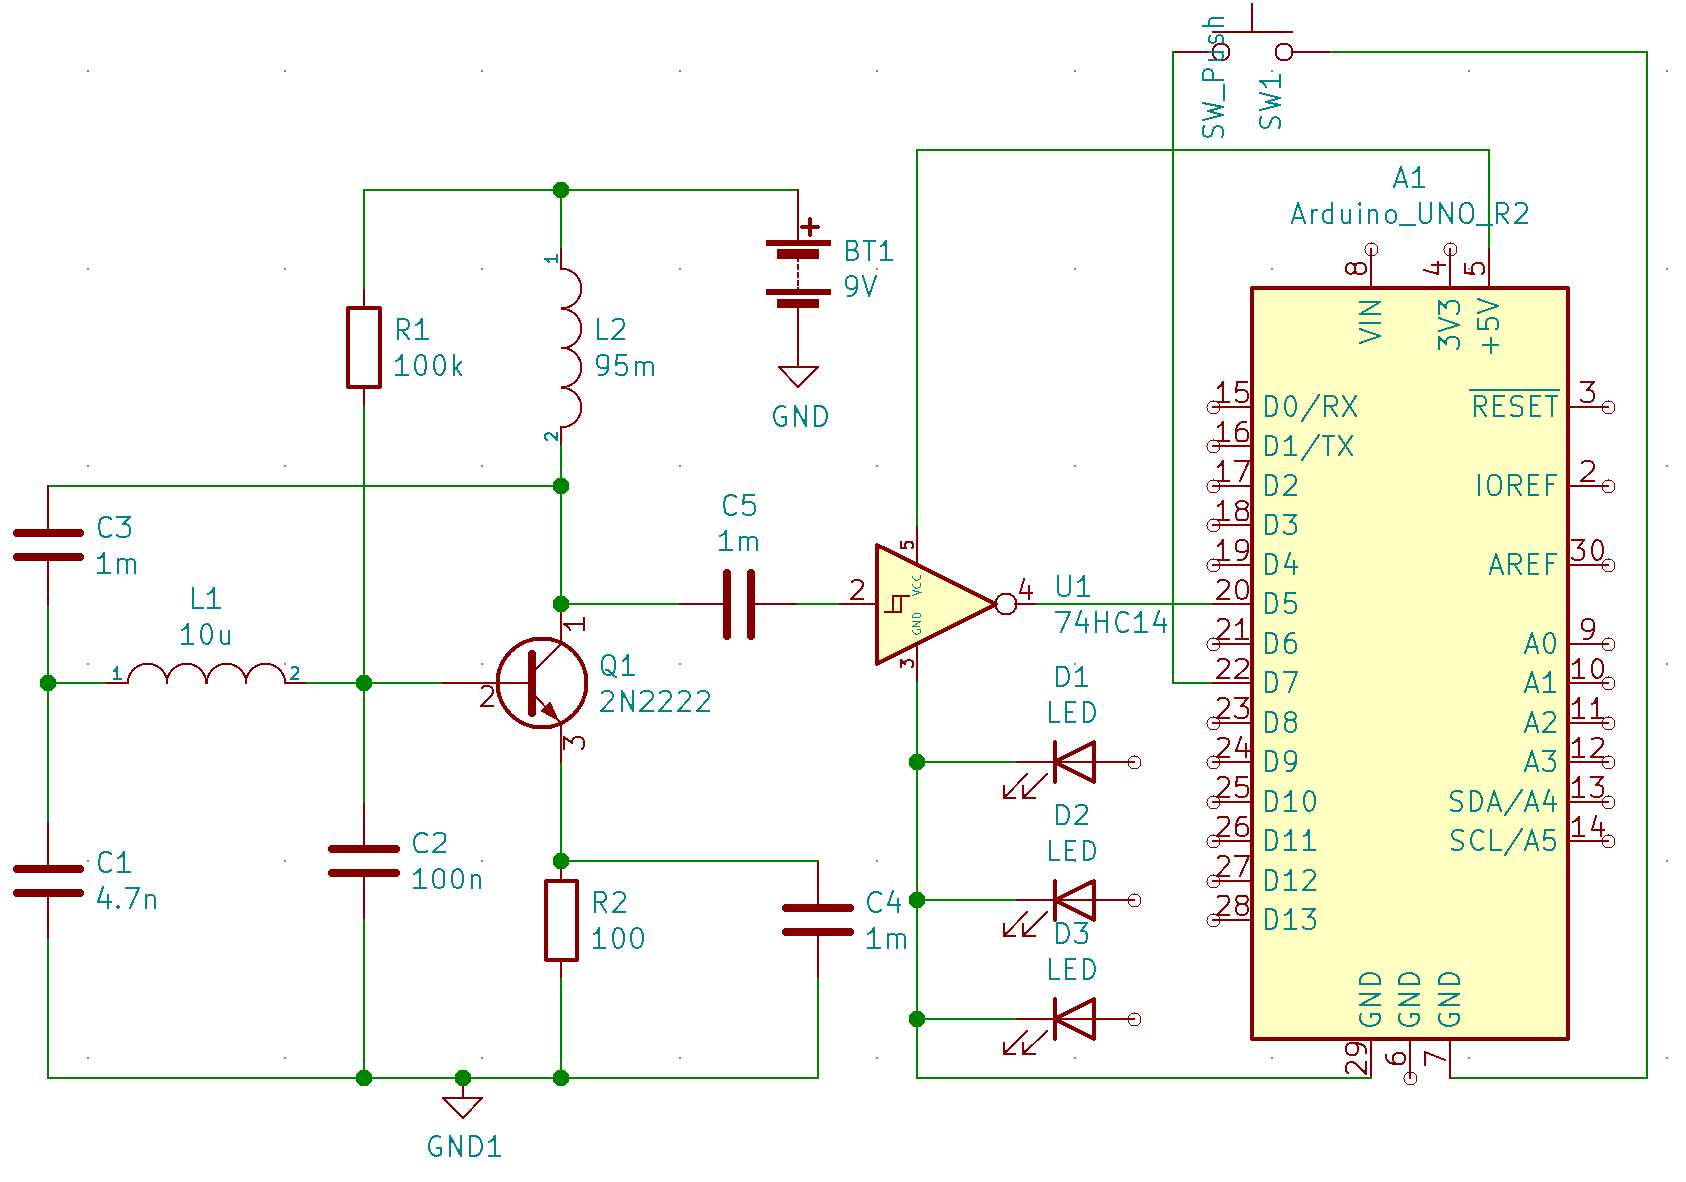 SW_Push
SW1
A1
Arduino_UNO_R2
+
BT1
9V
GND
1
L2
95m
2
R1
100k
C3
1m
C5
1m
L1
10u
1
2
1
2
3
Q1
2N2222
2
5
VCC
GND
3
4
U1
74HC14
D1
LED
D2
LED
D3
LED
C1
4.7n
C2
100n
R2
100
C4
1m
GND1
8
4
5
VIN
3V3
+5V
15
D0/RX
16
D1/TX
17
D2
18
D3
19
D4
20
D5
21
D6
22
D7
23
D8
24
D9
25
D10
26
D11
27
D12
28
D13
RESET
3
IOREF
2
AREF
30
A0
9
A1
10
A2
11
A3
12
SDA/A4
13
SCL/A5
14
GND
GND
GND
29
6
7